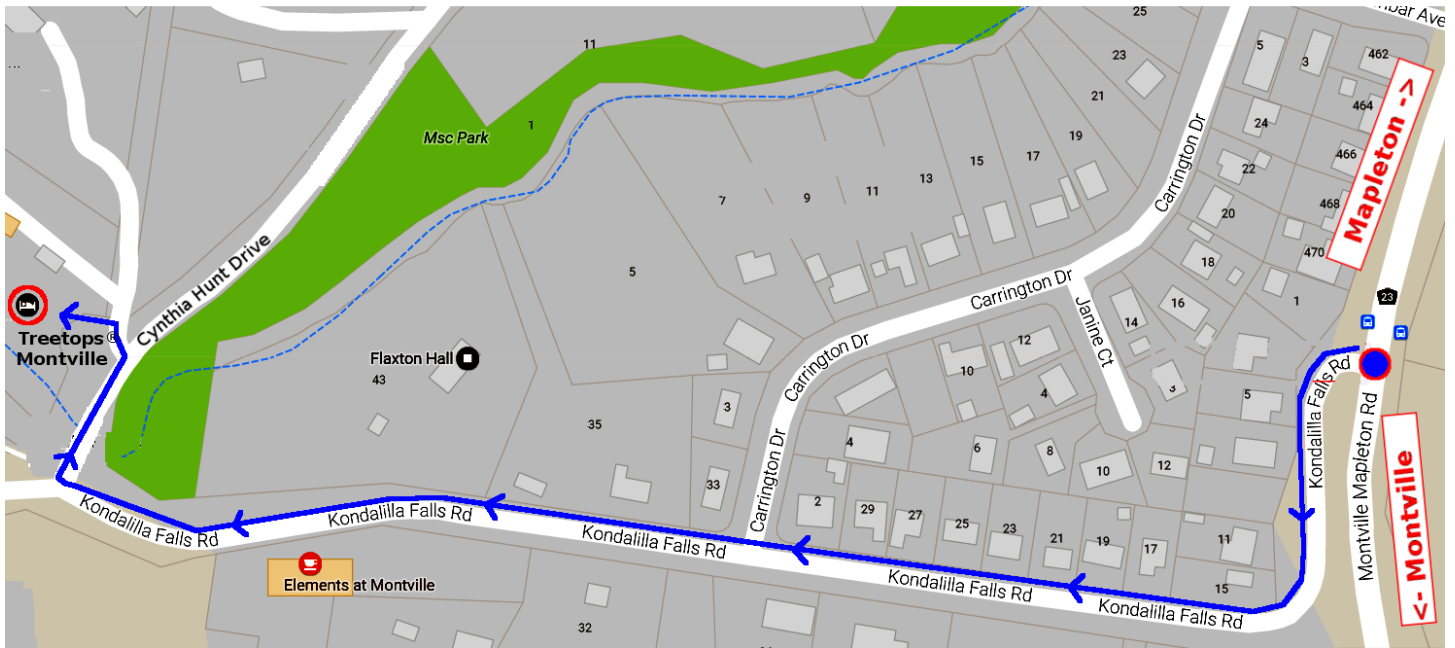 25
nbar Ave
11
5
3
462
...
23
21
464
24
Mapleton ->
1
Msc Park
19
466
15
17
22
13
11
9
7
20
468
Carrington Dr
470
18
5
Cynthia Hunt Drive
Carrington Dr
Janine Ct
16
1
23
14
Treetops ®
Montville
Flaxton Hall
43
Carrington Dr
12
10
4
5
Kondalilla Falls Rd
3
35
4
6
8
10
12
Carrington Dr
33
2
29
27
25
23
21
19
17
11
15
Montville Mapleton Rd
<- Montville
Kondalilla Falls Rd
Kondalilla Falls Rd
Kondalilla Falls Rd
Kondalilla Falls Rd
Kondalilla Falls Rd
Elements at Montville
32